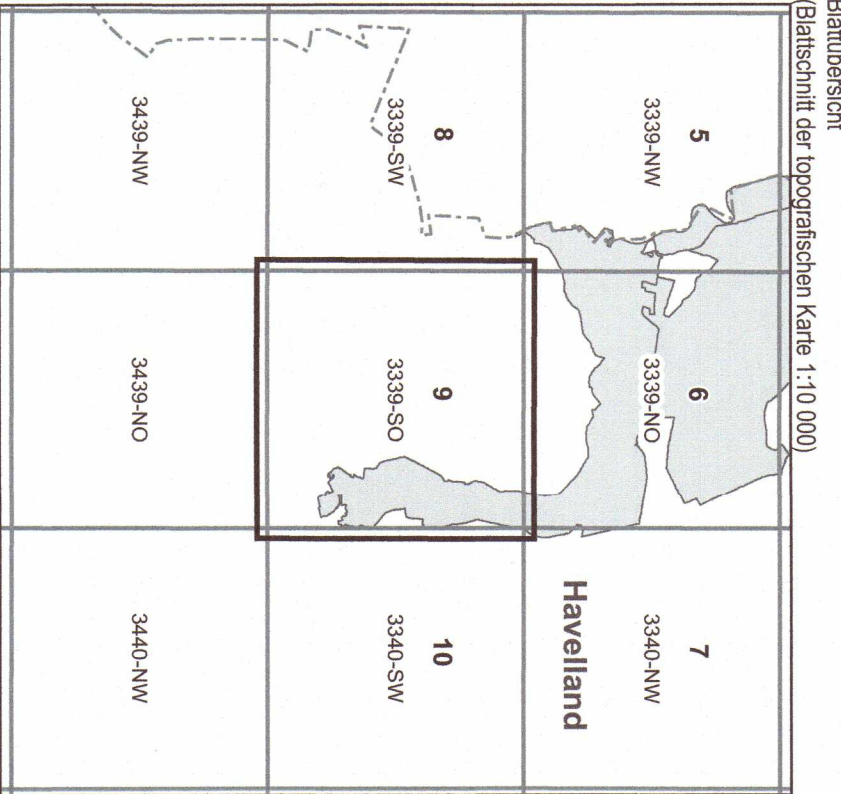 Blattübersicht
(Blattschnitt der topografischen Karte 1:10 000)
5
3339-NW
6
3339-NO
7
3340-NW
Havelland
8
3339-SW
9
3339-SO
10
3340-SW
3439-NW
3439-NO
3440-NW